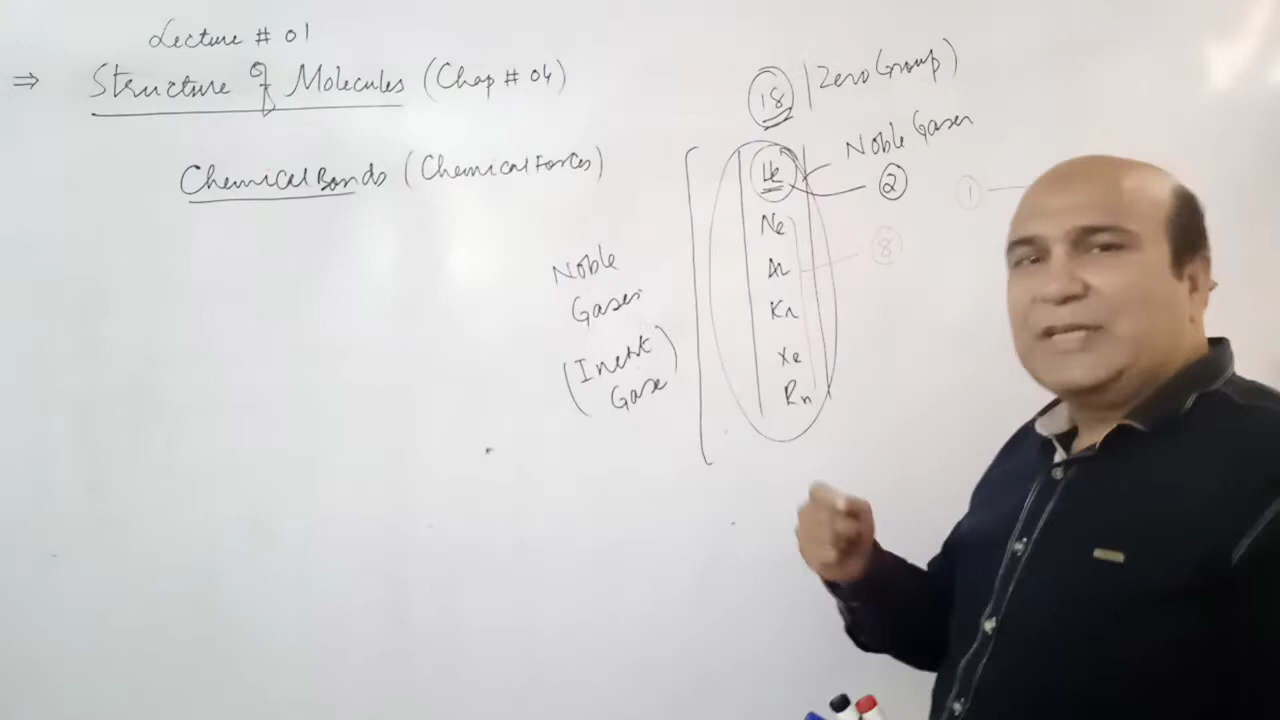 Lecture # 01
⇒ Structure of Molecules (Chap # 04)
Chemical Bonds (Chemical Forces)
18 | Zero Group)
Noble Gases
He
2
1
Ne
8
Ar
Kr
Xe
Rn
Noble
Gases
(Inert
Gase)